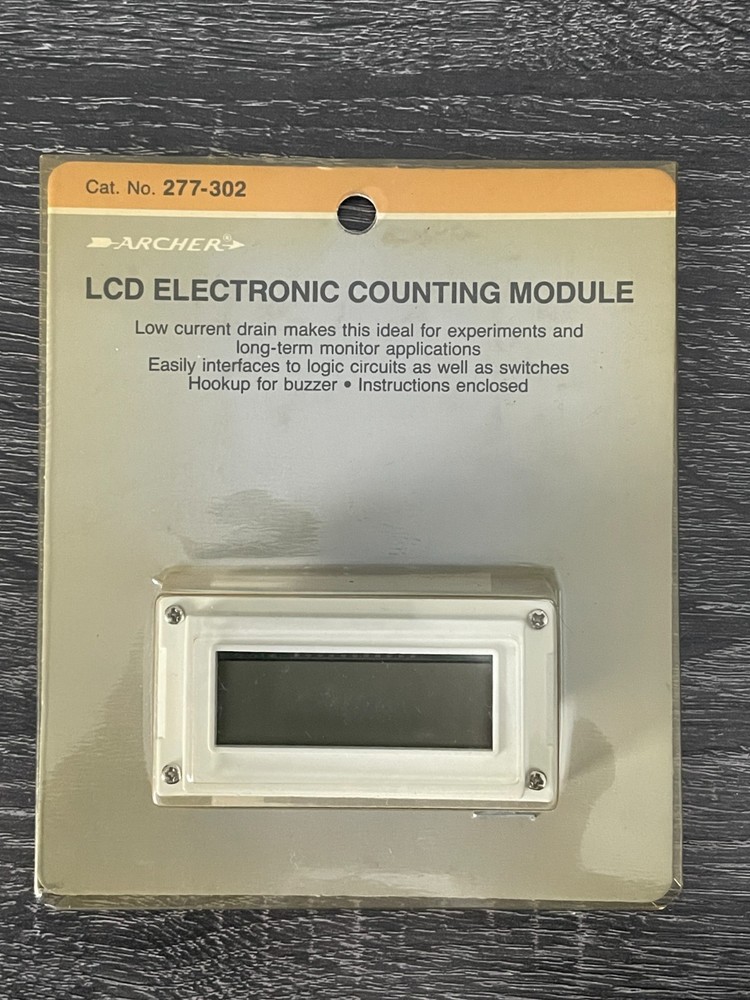 Cat. No. 277-302
ARCHER®
LCD ELECTRONIC COUNTING MODULE
Low current drain makes this ideal for experiments and
long-term monitor applications
Easily interfaces to logic circuits as well as switches
Hookup for buzzer • Instructions enclosed